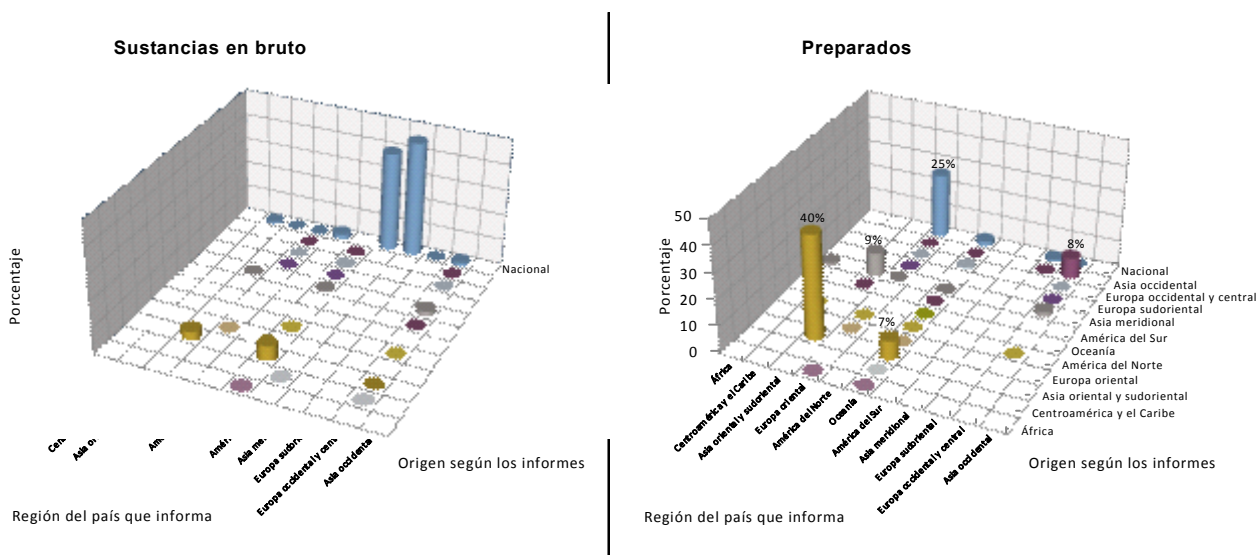 Sustancias en bruto
Porcentaje
Nacional
Amé
Asia me
Europa sudori
Europa occidental y cen
Asia occidental
Origen según los informes
Región del país que informa
Preparados
Porcentaje
50
40
30
20
10
0
40%
25%
9%
7%
8%
Nacional
Asia occidental
Europa occidental y central
Europa sudoriental
Asia meridional
América del Sur
Oceanía
América del Norte
Europa oriental
Asia oriental y sudoriental
Centroamérica y el Caribe
África
África
Centroamérica y el Caribe
Asia oriental y sudoriental
Europa oriental
América del Norte
Oceanía
América del Sur
Asia meridional
Europa sudoriental
Europa occidental y central
Asia occidental
Origen según los informes
Región del país que informa